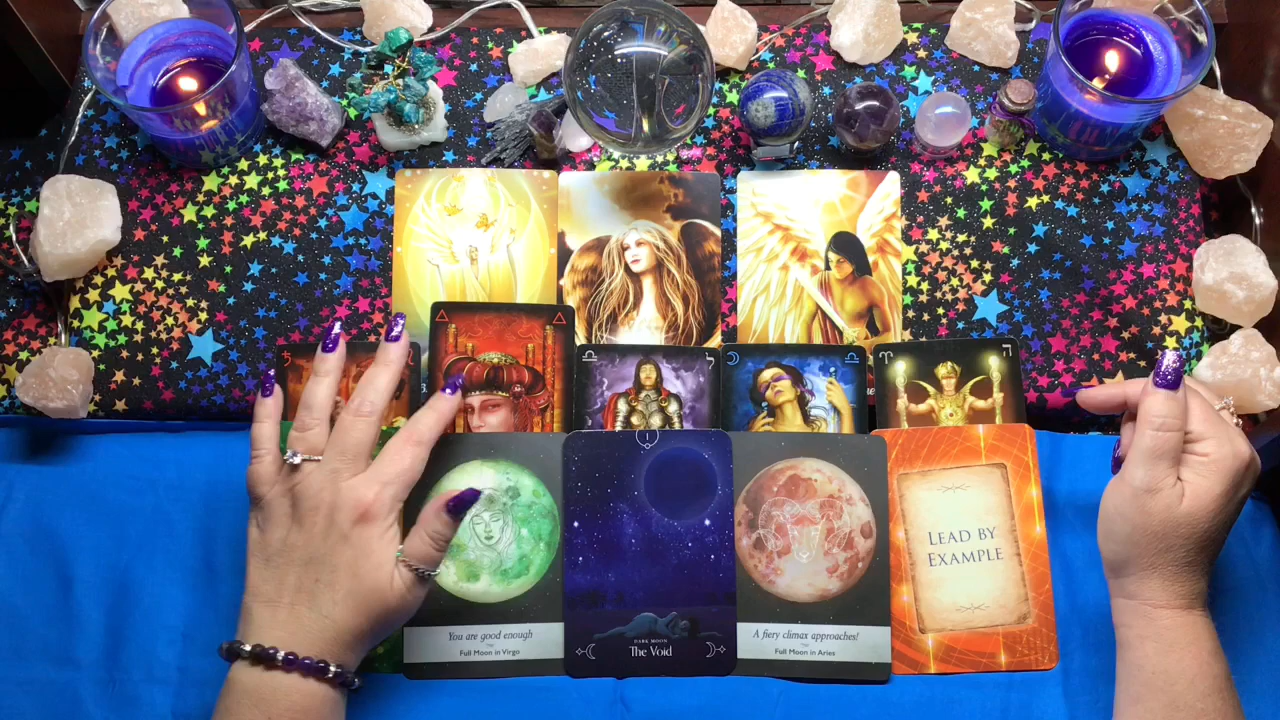 You are good enough
Full Moon in Virgo
I
DARK MOON
The Void
A fiery climax approaches!
Full Moon in Aries
LEAD BY
EXAMPLE